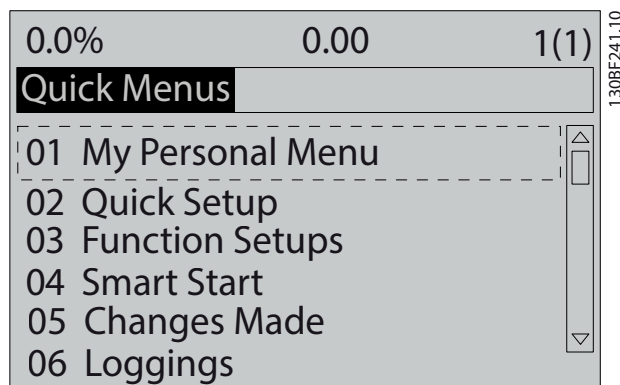 0.0% 0.00 1(1)
Quick Menus
01 My Personal Menu
02 Quick Setup
03 Function Setups
04 Smart Start
05 Changes Made
06 Loggings
130BF241.10